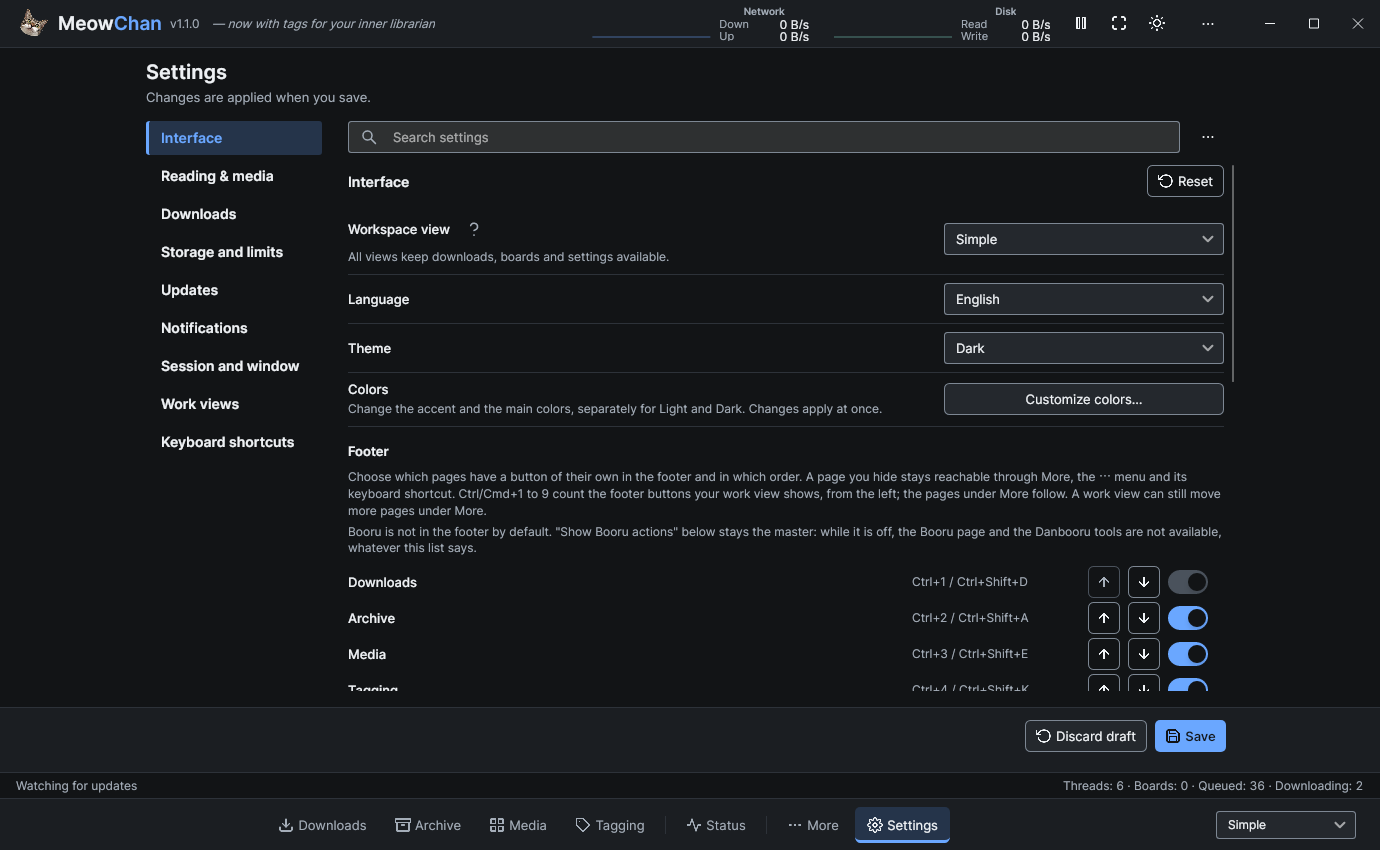 MeowChan v1.1.0 — now with tags for your inner librarian
Network
Down 0 B/s
Up 0 B/s
Disk
Read 0 B/s
Write 0 B/s
Settings
Changes are applied when you save.
Interface
Reading & media
Downloads
Storage and limits
Updates
Notifications
Session and window
Work views
Keyboard shortcuts
Search settings
Interface
Reset
Workspace view ?
All views keep downloads, boards and settings available.
Simple
Language
English
Theme
Dark
Colors
Change the accent and the main colors, separately for Light and Dark. Changes apply at once.
Customize colors...
Footer
Choose which pages have a button of their own in the footer and in which order. A page you hide stays reachable through More, the ··· menu and its
keyboard shortcut. Ctrl/Cmd+1 to 9 count the footer buttons your work view shows, from the left; the pages under More follow. A work view can still move
more pages under More.
Booru is not in the footer by default. "Show Booru actions" below stays the master: while it is off, the Booru page and the Danbooru tools are not available,
whatever this list says.
Downloads Ctrl+1 / Ctrl+Shift+D
Archive Ctrl+2 / Ctrl+Shift+A
Media Ctrl+3 / Ctrl+Shift+E
Tagging Ctrl+4 / Ctrl+Shift+K
Discard draft
Save
Watching for updates
Threads: 6 · Boards: 0 · Queued: 36 · Downloading: 2
Downloads
Archive
Media
Tagging
Status
More
Settings
Simple